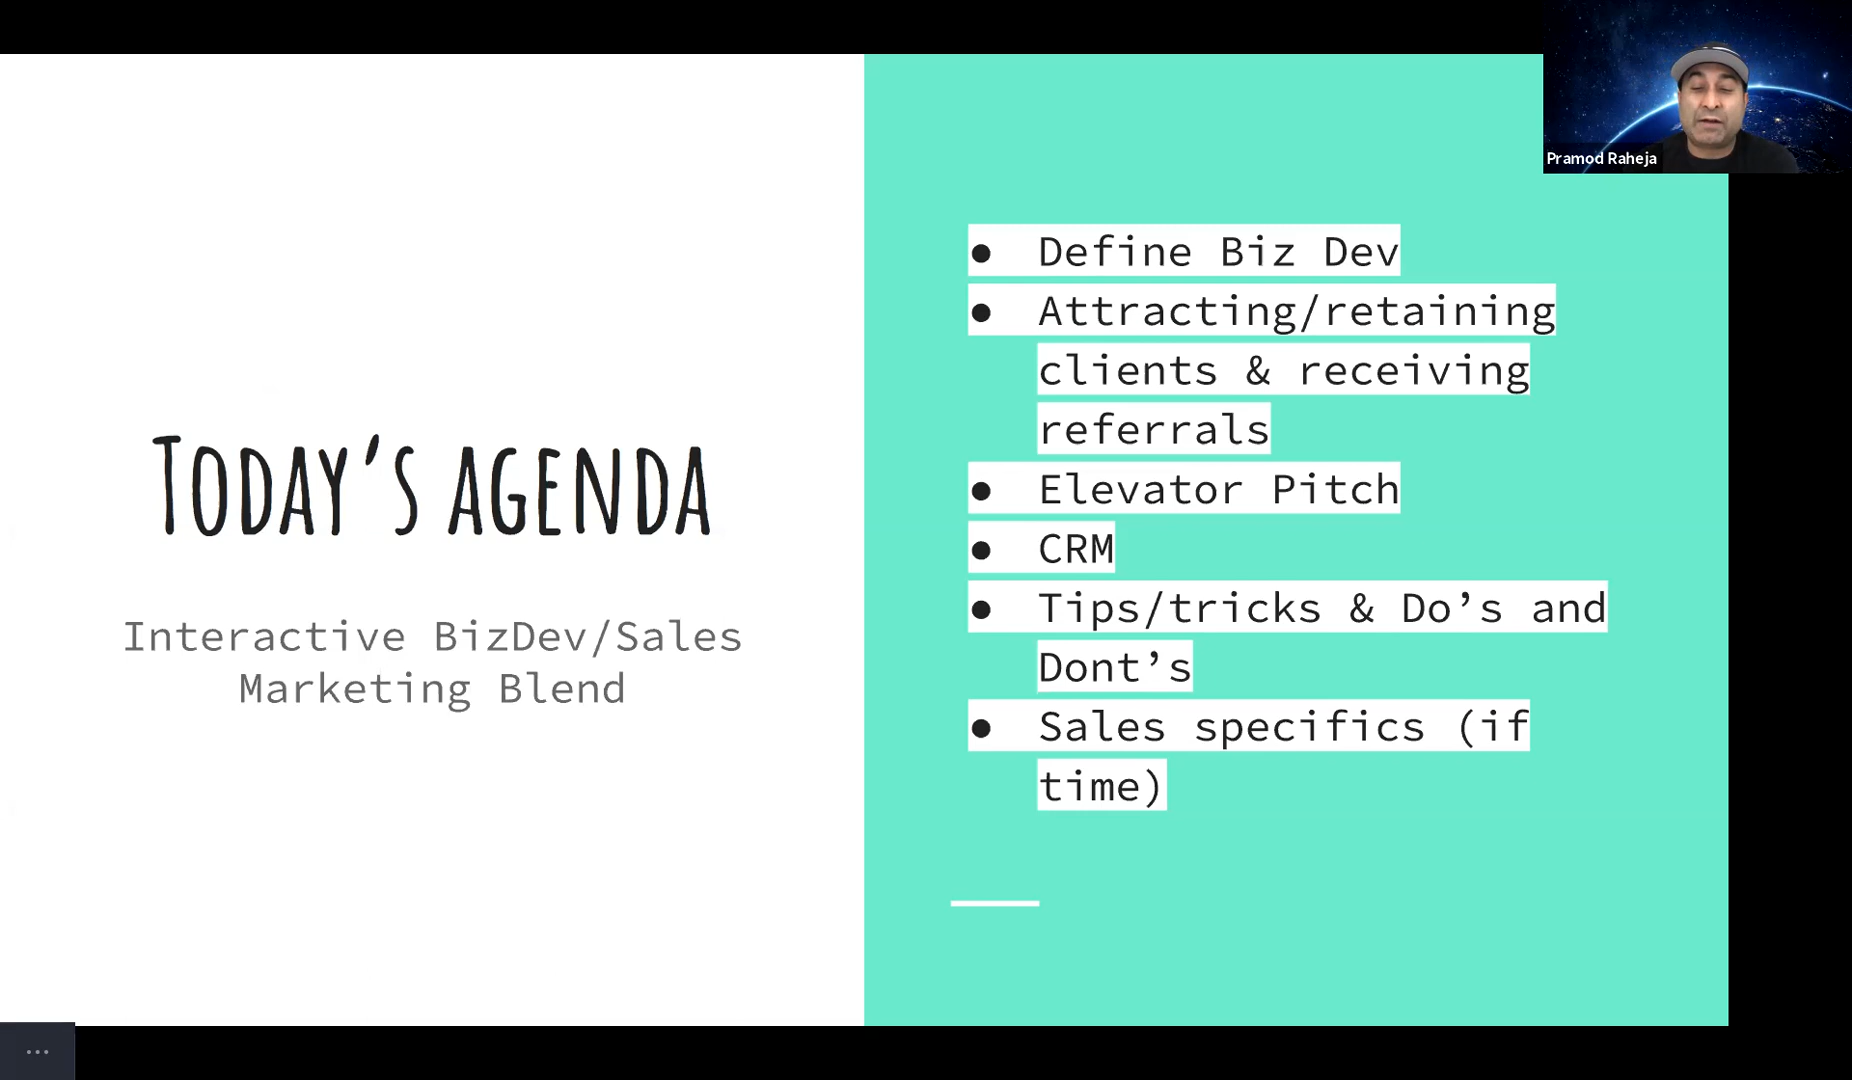 Today’s agenda
Interactive BizDev/Sales
Marketing Blend
● Define Biz Dev
● Attracting/retaining
clients & receiving
referrals
● Elevator Pitch
● CRM
● Tips/tricks & Do’s and
Dont’s
● Sales specifics (if
time)
Pramod Raheja